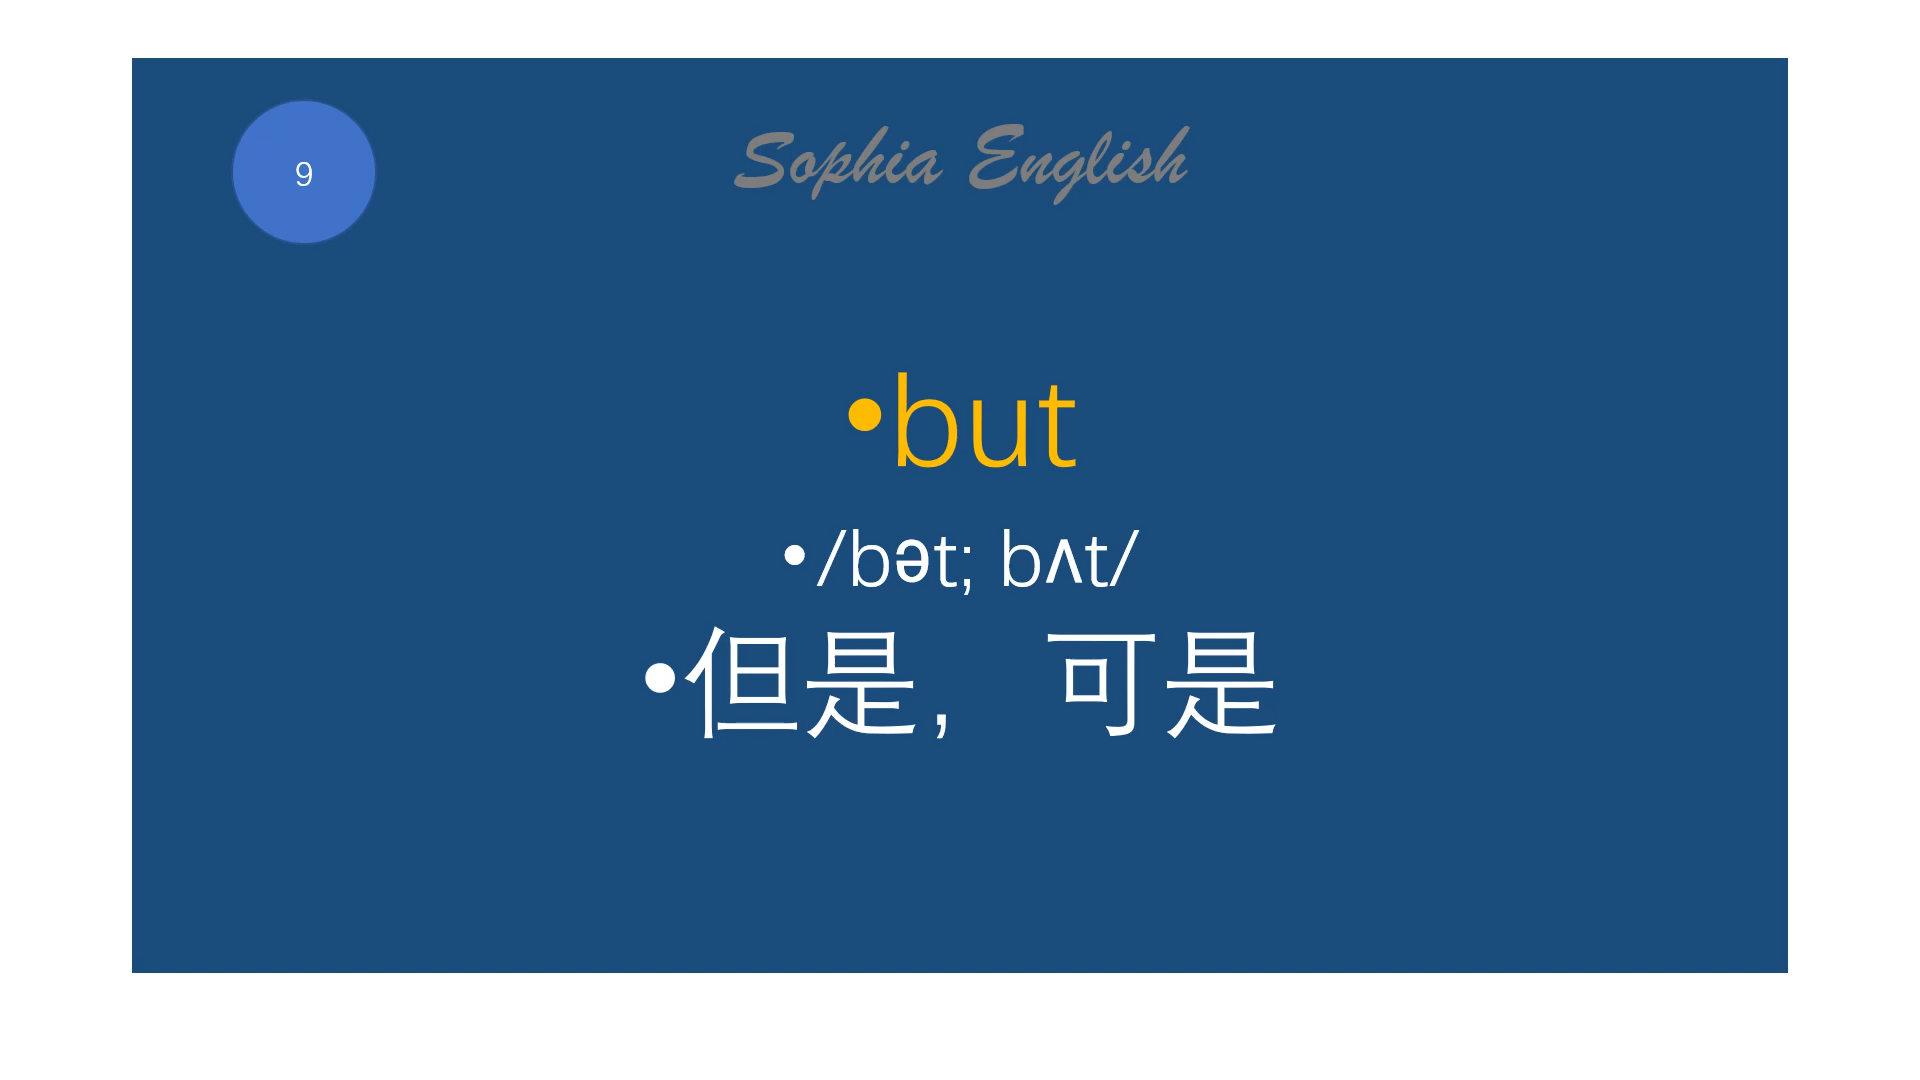 9
Sophia English
•but
•/bət; bʌt/
•但是，可是